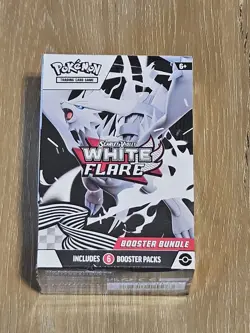 POKÉMON
TRADING CARD GAME
6+
SCARLET & VIOLET
WHITE
FLARE
BOOSTER BUNDLE
INCLUDES 6 BOOSTER PACKS